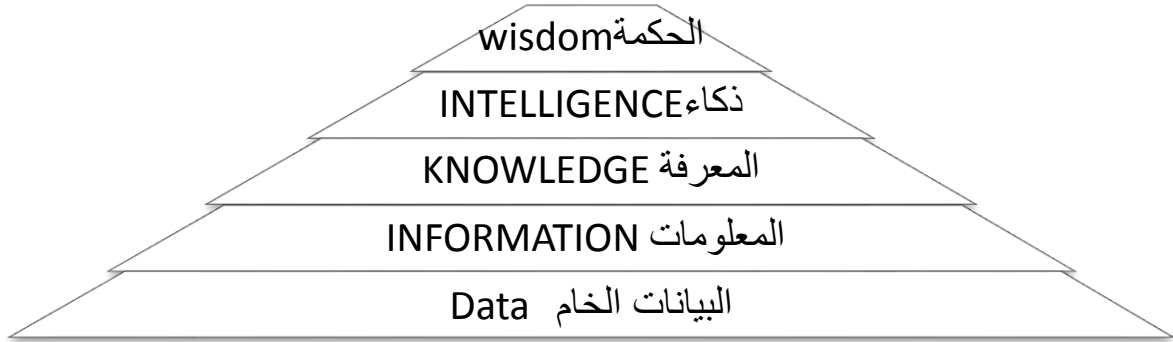 الحكمةwisdom
ذكاءINTELLIGENCE
المعرفة KNOWLEDGE
المعلومات INFORMATION
البيانات الخام Data